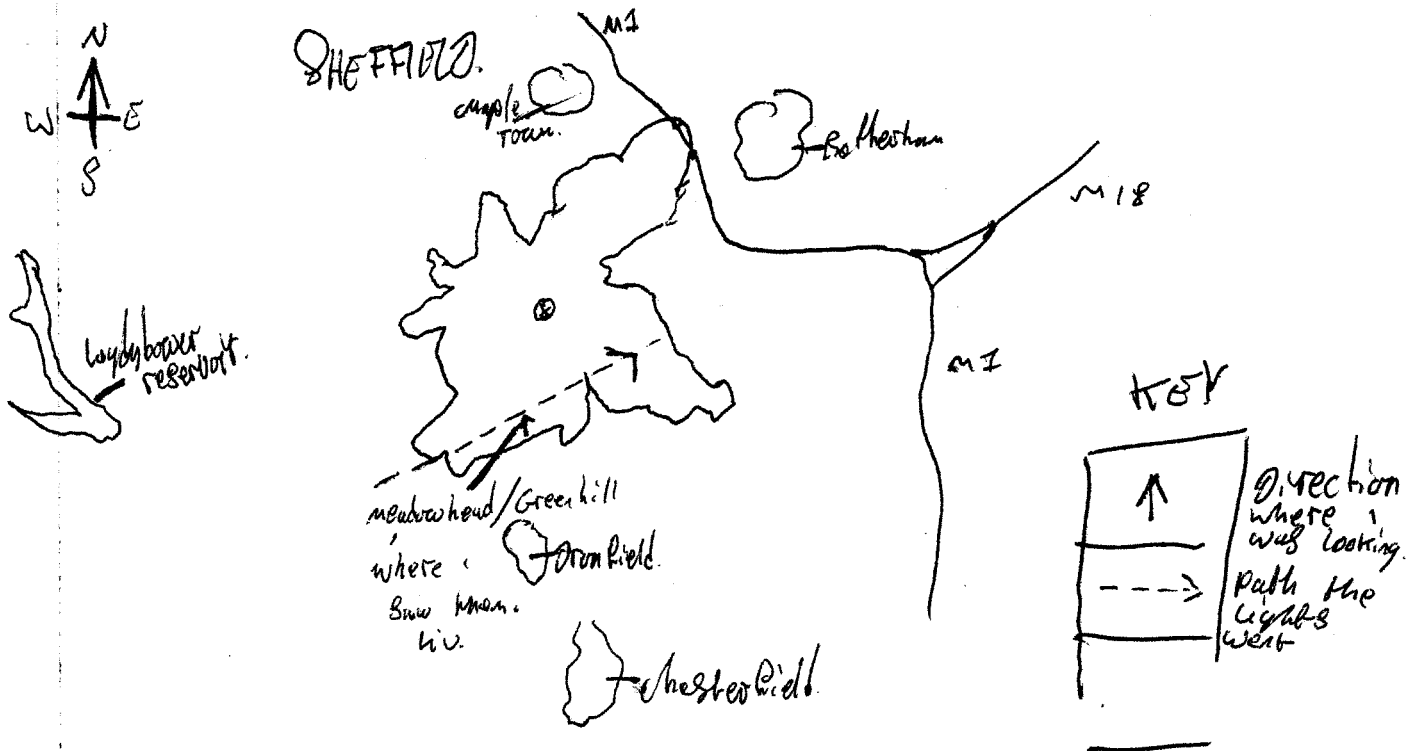 N
W E
S
SHEFFIELD.
M1
Town.
Rotherham
M18
Ladybower
reservoir.
M1
KEY
Direction
where i
was looking.
Path the
lights
went
meadowhead/Greenhill
where i
saw them.
Dronfield.
Chesterfield.